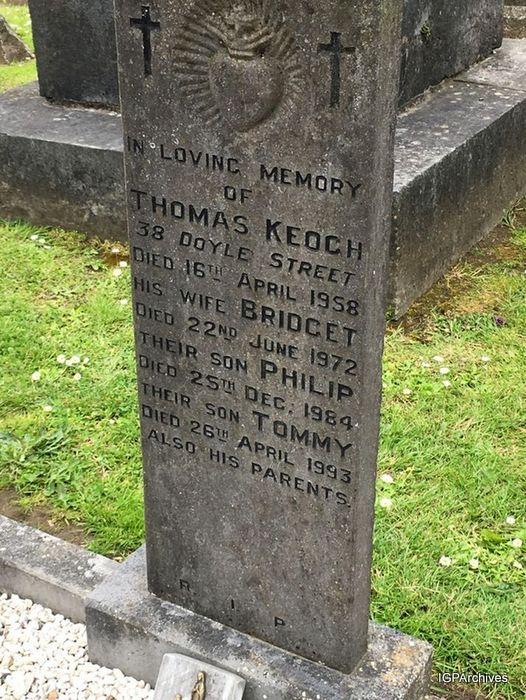 IN LOVING MEMORY
OF
THOMAS KEOGH
38 DOYLE STREET
DIED 16TH APRIL 1958
HIS WIFE BRIDGET
DIED 22ND JUNE 1972
THEIR SON PHILIP
DIED 25TH DEC. 1984
THEIR SON TOMMY
DIED 26TH APRIL 1993
ALSO HIS PARENTS.
R I P
IGPArchives